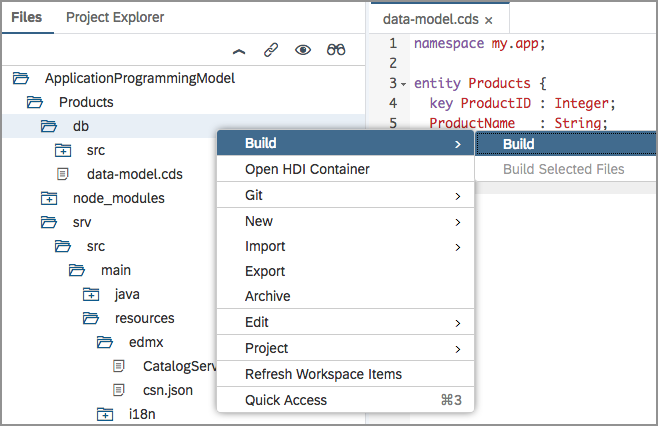 Files Project Explorer
data-model.cds ×
ApplicationProgrammingModel
Products
db
src
data-model.cds
node_modules
srv
src
main
java
resources
edmx
CatalogServ
csn.json
i18n
1 namespace my.app;
2
3 entity Products {
4 key ProductID : Integer;
5 ProductName : String;
Build
Open HDI Container
Git
New
Import
Export
Archive
Edit
Project
Refresh Workspace Items
Quick Access ⌘3
Build
Build Selected Files